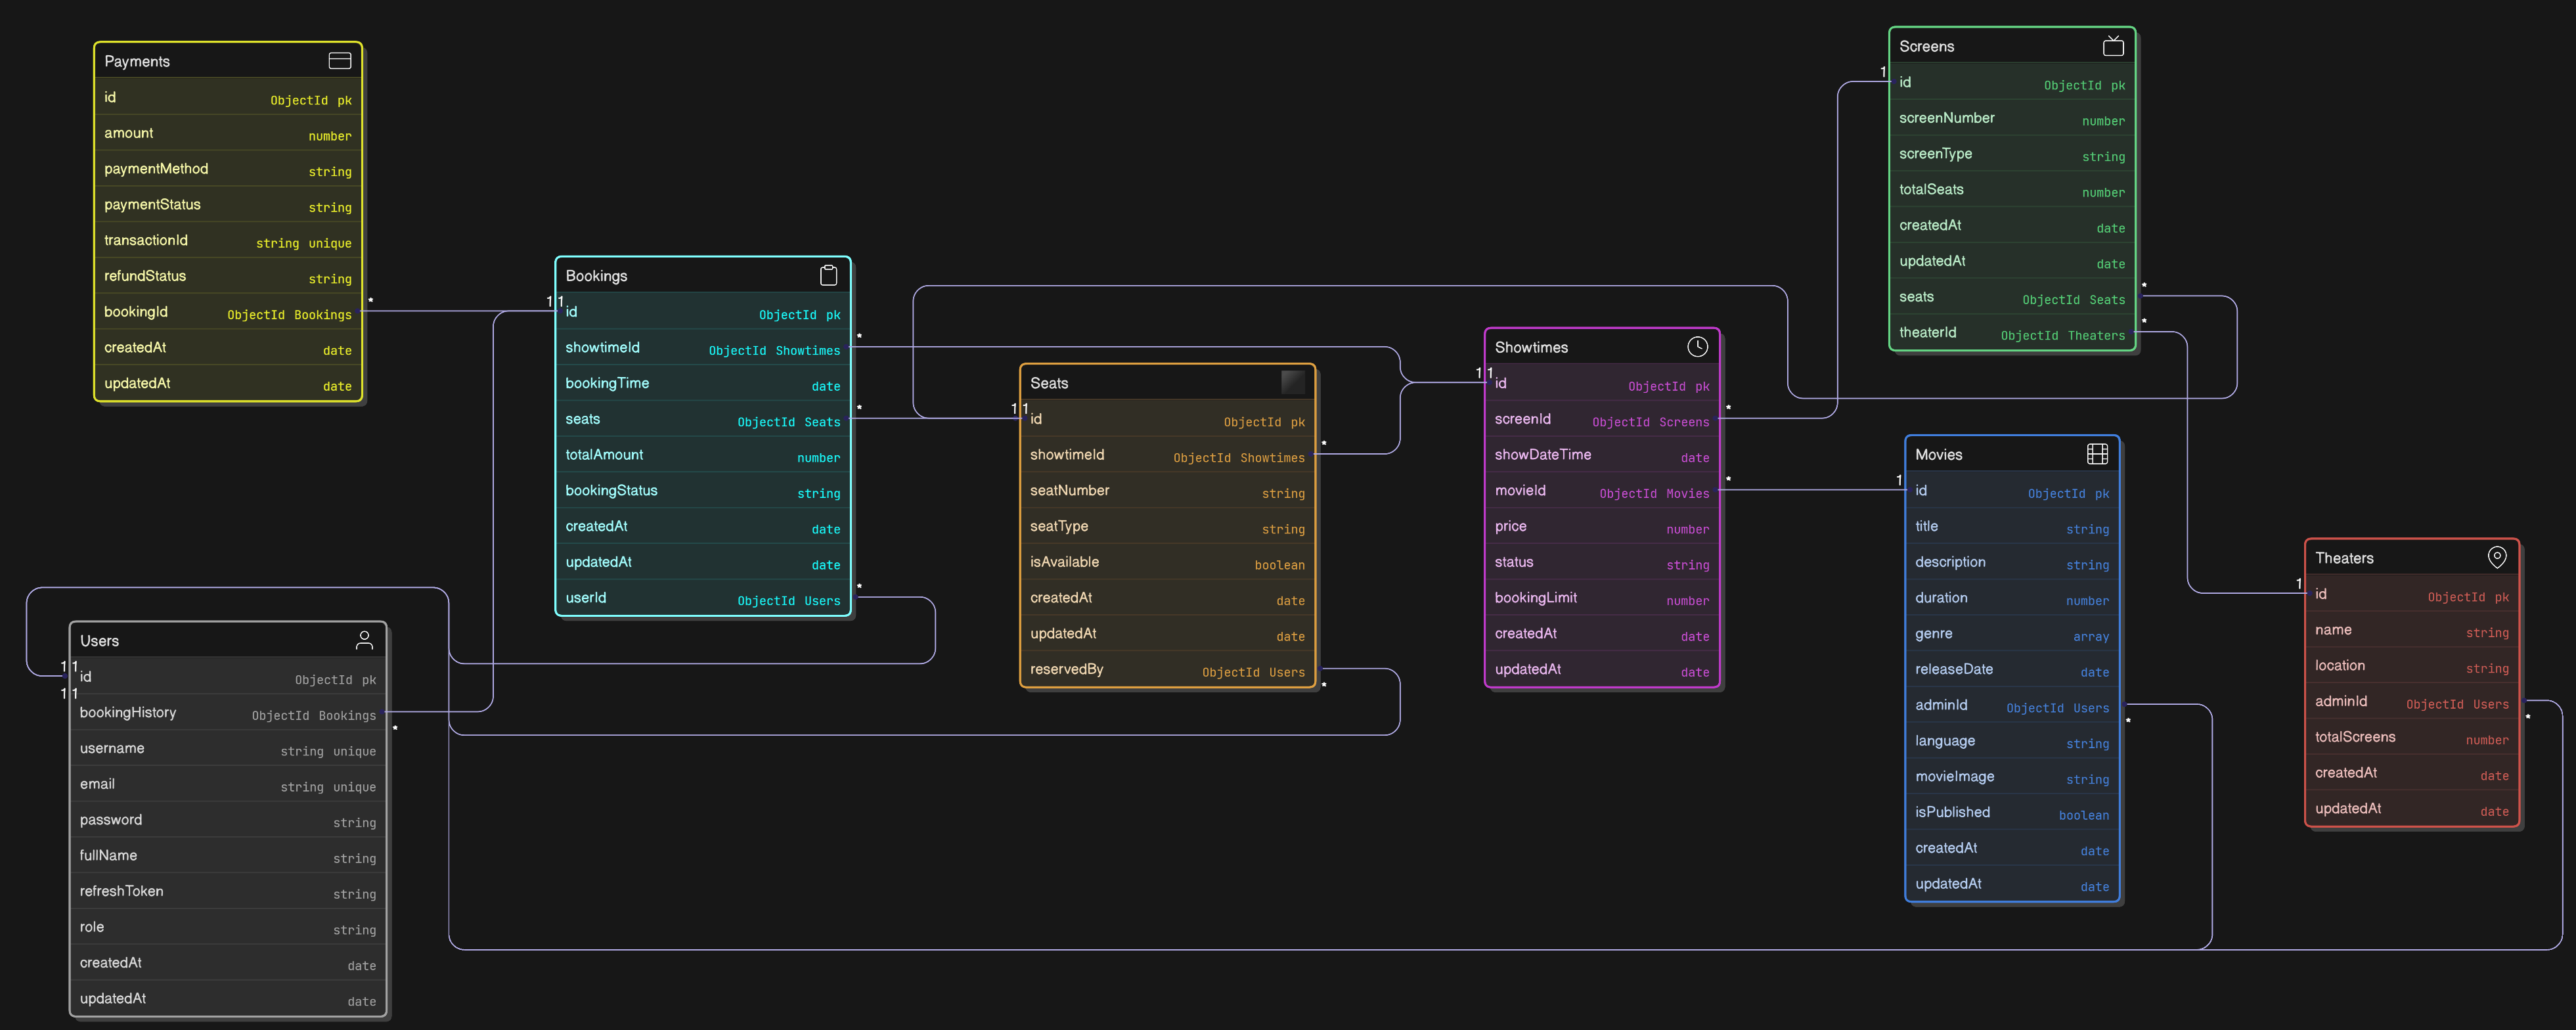 Payments
id ObjectId pk
amount number
paymentMethod string
paymentStatus string
transactionId string unique
refundStatus string
bookingId ObjectId Bookings
createdAt date
updatedAt date
*
Users
1 1
id ObjectId pk
1 1
bookingHistory ObjectId Bookings
*
username string unique
email string unique
password string
fullName string
refreshToken string
role string
createdAt date
updatedAt date
Bookings
1 1
id ObjectId pk
*
showtimeId ObjectId Showtimes
bookingTime date
*
seats ObjectId Seats
totalAmount number
bookingStatus string
createdAt date
updatedAt date
*
userId ObjectId Users
Seats
1 1
id ObjectId pk
*
showtimeId ObjectId Showtimes
seatNumber string
seatType string
isAvailable boolean
createdAt date
updatedAt date
reservedBy ObjectId Users
*
Showtimes
1 1
id ObjectId pk
*
screenId ObjectId Screens
showDateTime date
*
movieId ObjectId Movies
price number
status string
bookingLimit number
createdAt date
updatedAt date
Screens
1
id ObjectId pk
screenNumber number
screenType string
totalSeats number
createdAt date
updatedAt date
*
seats ObjectId Seats
*
theaterId ObjectId Theaters
Movies
1
id ObjectId pk
title string
description string
duration number
genre array
releaseDate date
adminId ObjectId Users
*
language string
movieImage string
isPublished boolean
createdAt date
updatedAt date
Theaters
1
id ObjectId pk
name string
location string
adminId ObjectId Users
*
totalScreens number
createdAt date
updatedAt date